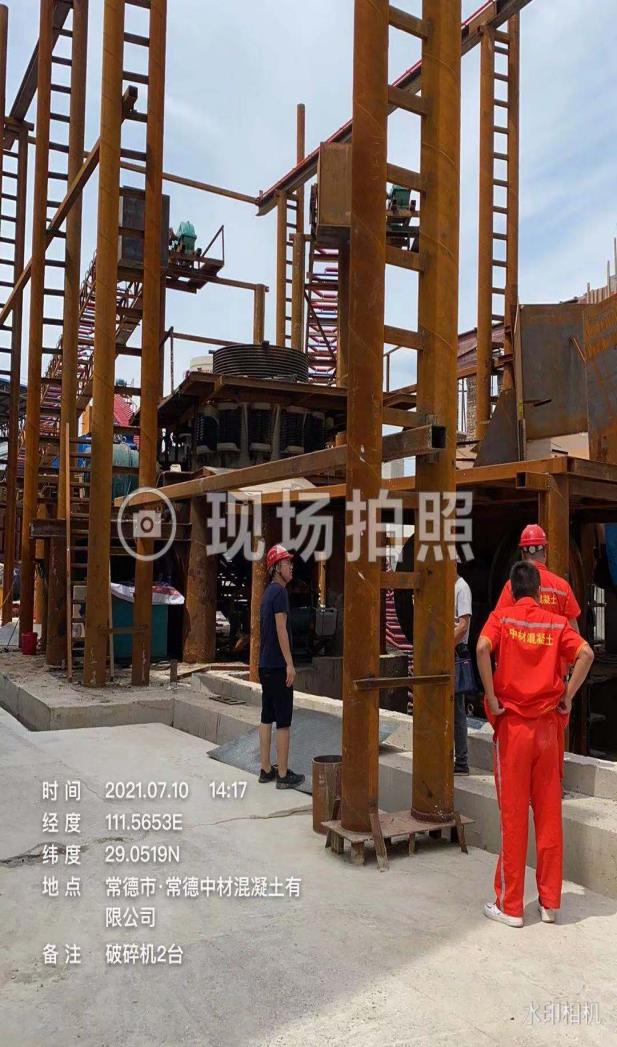 现场拍照
凝土
中材混凝土
时间 2021.07.10 14:17
经度 111.5653E
纬度 29.0519N
地点 常德市·常德中材混凝土有
限公司
备注 破碎机2台
水印相机